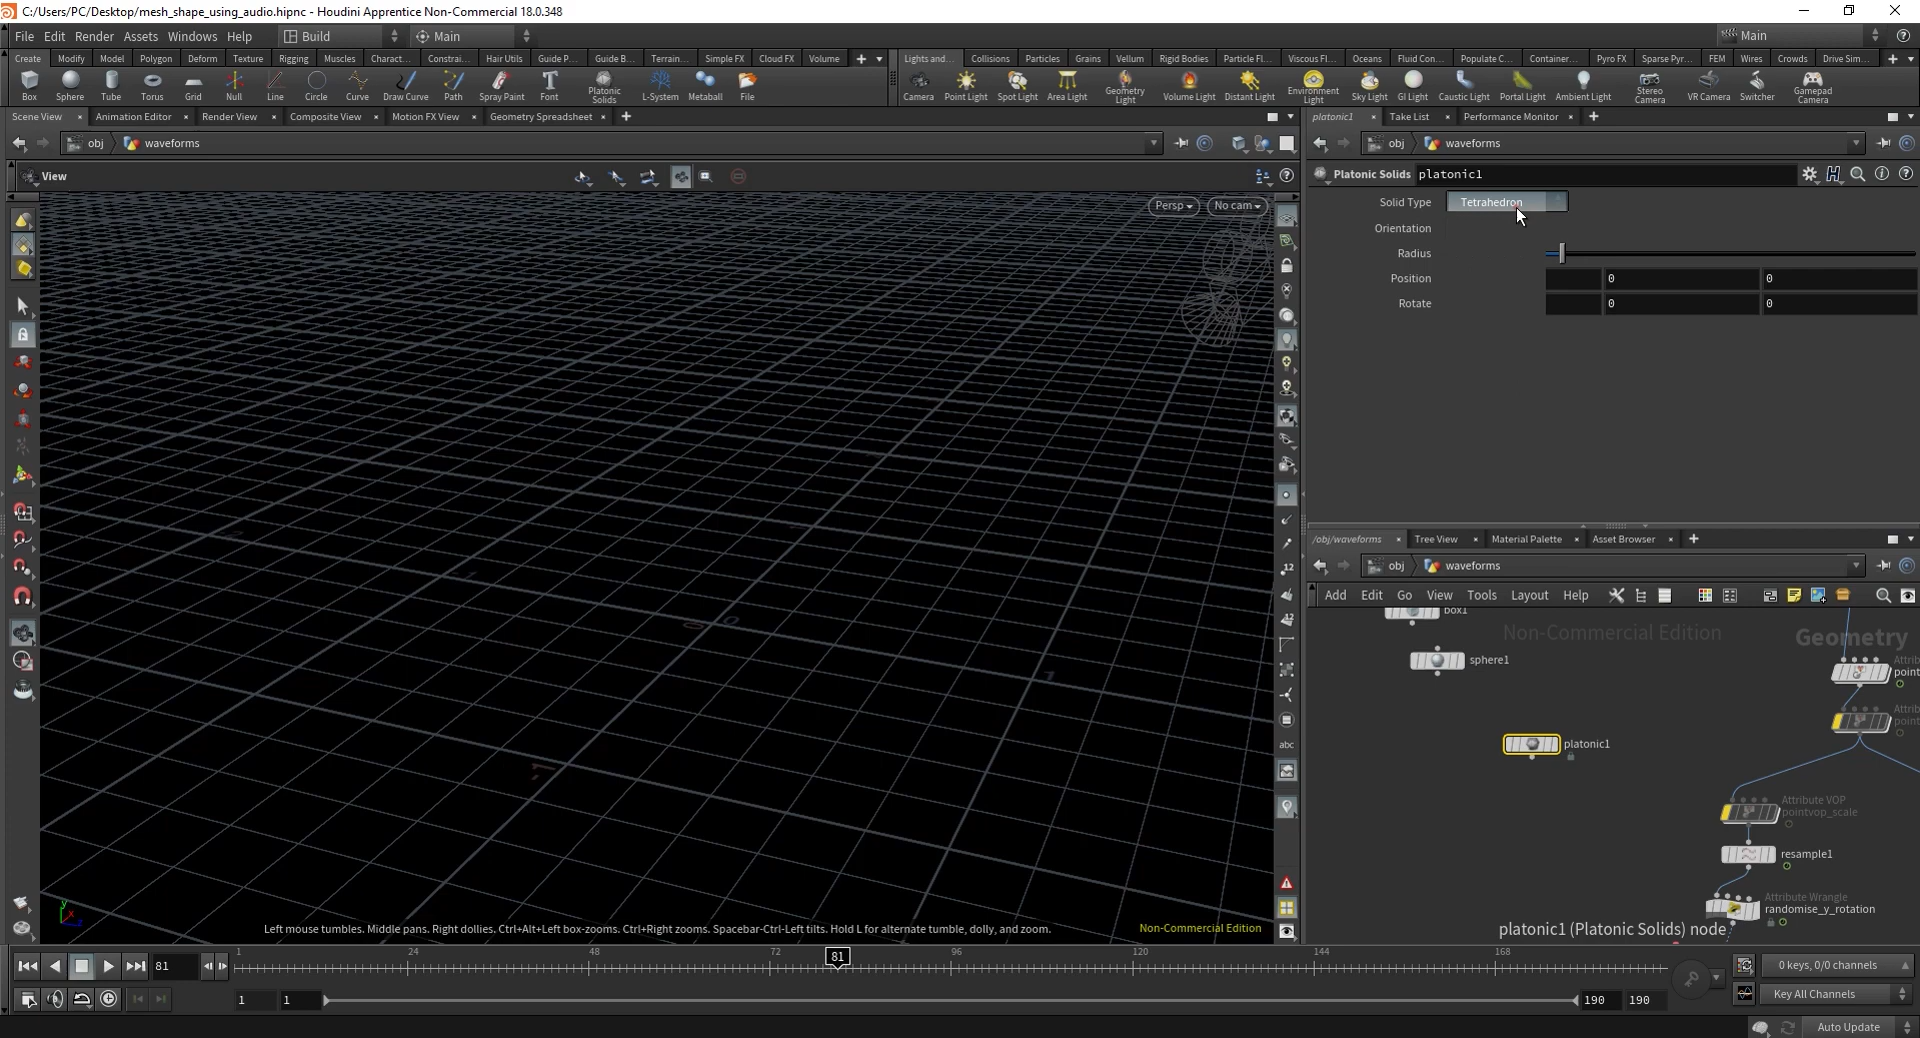 C:/Users/PC/Desktop/mesh_shape_using_audio.hipnc - Houdini Apprentice Non-Commercial 18.0.348
File Edit Render Assets Windows Help Build Main Main
Create Modify Model Polygon Deform Texture Rigging Muscles Charact... Constrai... Hair Utils Guide P... Guide B... Terrain... Simple FX Cloud FX Volume
Lights and... Collisions Particles Grains Vellum Rigid Bodies Particle Fl... Viscous Fl... Oceans Fluid Con... Populate C... Container... Pyro FX Sparse Pyr... FEM Wires Crowds Drive Sim...
Box Sphere Tube Torus Grid Null Line Circle Curve Draw Curve Path Spray Paint Font Platonic Solids L-System Metaball File
Camera Point Light Spot Light Area Light Geometry Light Volume Light Distant Light Environment Light Sky Light GI Light Caustic Light Portal Light Ambient Light Stereo Camera VR Camera Switcher Gamepad Camera
Scene View Animation Editor Render View Composite View Motion FX View Geometry Spreadsheet
platonic1 Take List Performance Monitor
obj waveforms
obj waveforms
View
Persp No cam
Platonic Solids platonic1
Solid Type Tetrahedron
Orientation
Radius
Position 0 0
Rotate 0 0
/obj/waveforms Tree View Material Palette Asset Browser
obj waveforms
Add Edit Go View Tools Layout Help
box1
Non-Commercial Edition
Geometry
sphere1
Attrib
point
Attrib
point
platonic1
Attribute VOP
pointvop_scale
resample1
Attribute Wrangle
randomise_y_rotation
platonic1 (Platonic Solids) node
12
abc
Left mouse tumbles. Middle pans. Right dollies. Ctrl+Alt+Left box-zooms. Ctrl+Right zooms. Spacebar-Ctrl-Left tilts. Hold L for alternate tumble, dolly, and zoom.
Non-Commercial Edition
81
1 24 48 72 81 96 120 144 168
0 keys, 0/0 channels
1 1 190 190
Key All Channels
Auto Update